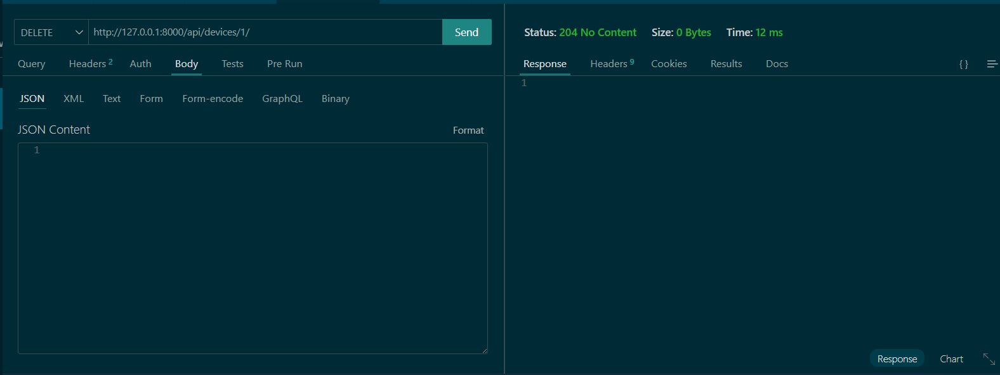 DELETE http://127.0.0.1:8000/api/devices/1/ Send
Query Headers 2 Auth Body Tests Pre Run
JSON XML Text Form Form-encode GraphQL Binary
JSON Content Format
1
Status: 204 No Content Size: 0 Bytes Time: 12 ms
Response Headers 9 Cookies Results Docs { }
1
Response Chart